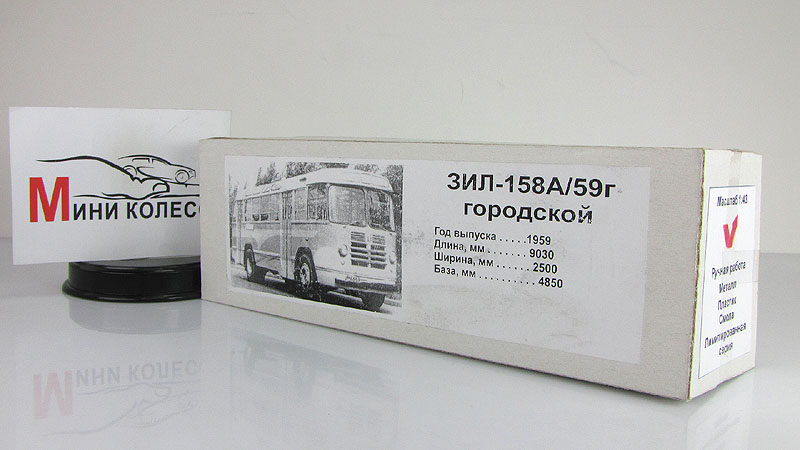 МИНИ КОЛЕС
ЗИЛ-158А/59г
городской
Год выпуска . . . . .1959
Длина, мм . . . . . . . 9030
Ширина, мм . . . . . . 2500
База, мм . . . . . . . . . 4850
Масштаб 1:43
Ручная работа
Металл
Пластик
Смола
Лимитированная
серия